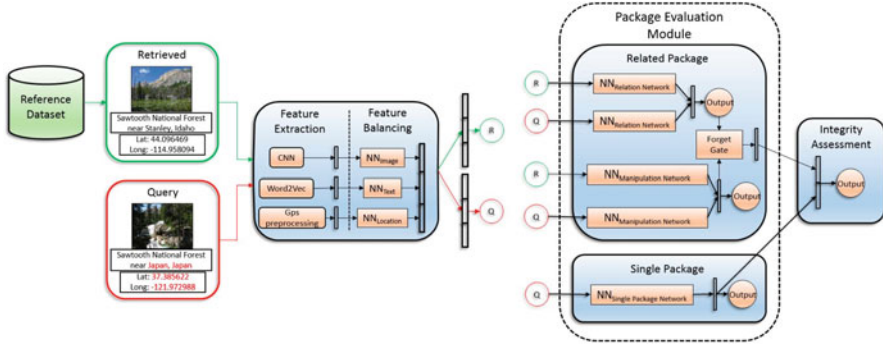 Package Evaluation
Module
Retrieved
Related Package
Reference
Dataset
Sawtooth National Forest
near Stanley, Idaho
Lat: 44.096469
Long: -114.958094
Feature
Extraction
Feature
Balancing
CNN
NNImage
Word2Vec
NNText
Gps
preprocessing
NNLocation
R
Q
R
NNRelation Network
Output
Q
NNRelation Network
Forget
Gate
R
NNManipulation Network
Output
Q
NNManipulation Network
Integrity
Assessment
Output
Query
Sawtooth National Forest
near Japan, Japan
Lat: 37.385622
Long: -121.972988
Single Package
Q
NNSingle Package Network
Output